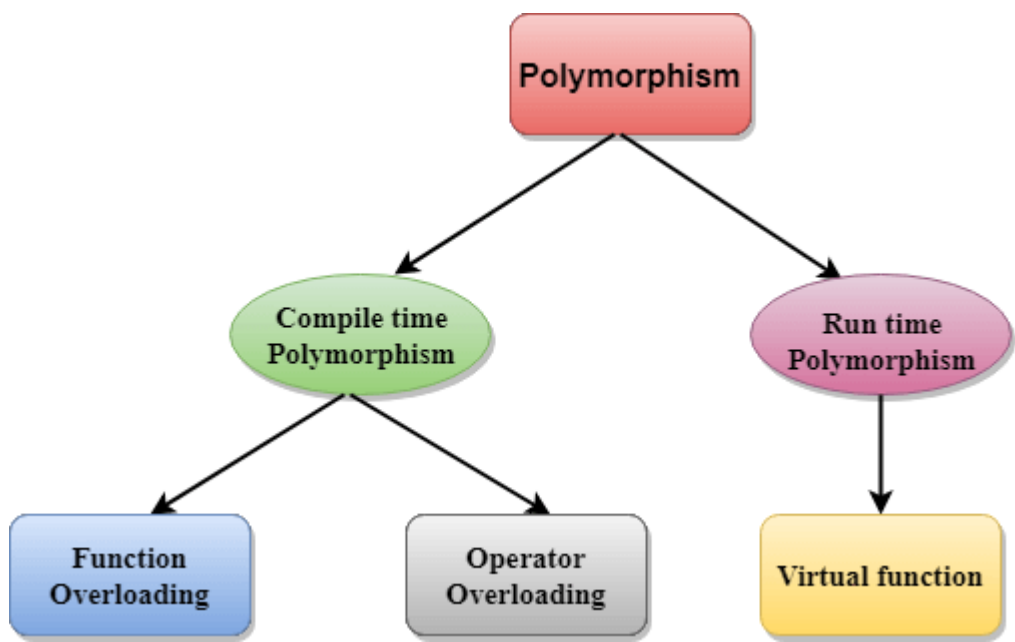 Polymorphism
Compile time
Polymorphism
Run time
Polymorphism
Function
Overloading
Operator
Overloading
Virtual function